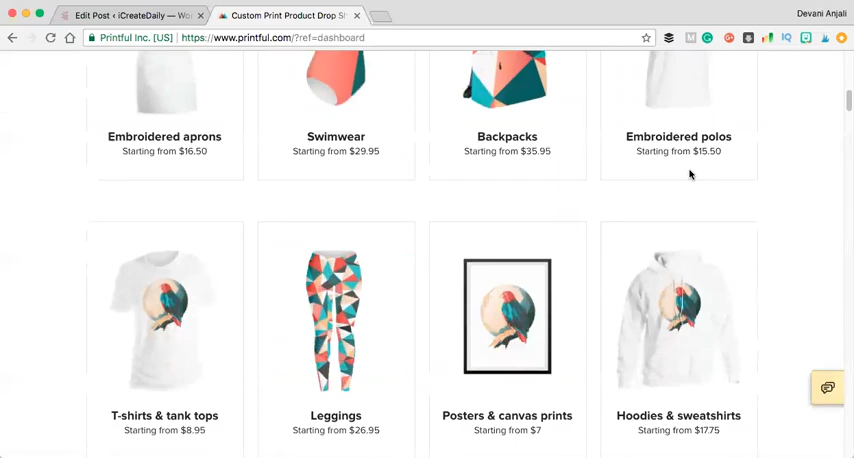 Edit Post ‹ iCreateDaily — Wor
Custom Print Product Drop Sh
Devani Anjali
Printful Inc. [US] https://www.printful.com/?ref=dashboard
Embroidered aprons
Starting from $16.50
Swimwear
Starting from $29.95
Backpacks
Starting from $35.95
Embroidered polos
Starting from $15.50
T-shirts & tank tops
Starting from $8.95
Leggings
Starting from $26.95
Posters & canvas prints
Starting from $7
Hoodies & sweatshirts
Starting from $17.75